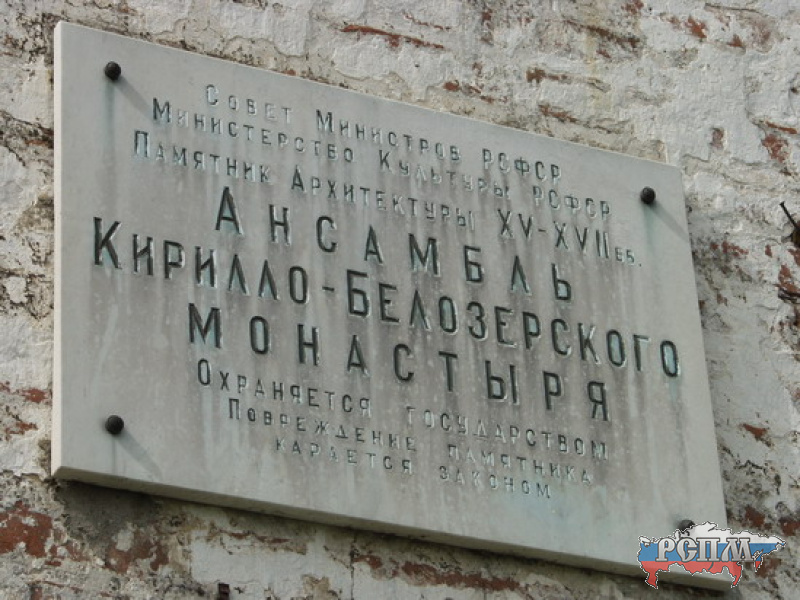 Совет Министров РСФСР
Министерство Культуры РСФСР
Памятник Архитектуры XV-XVII вв.
Ансамбль
Кирилло-Белозерского
монастыря
Охраняется государством
Повреждение памятника
карается законом
РСПМ